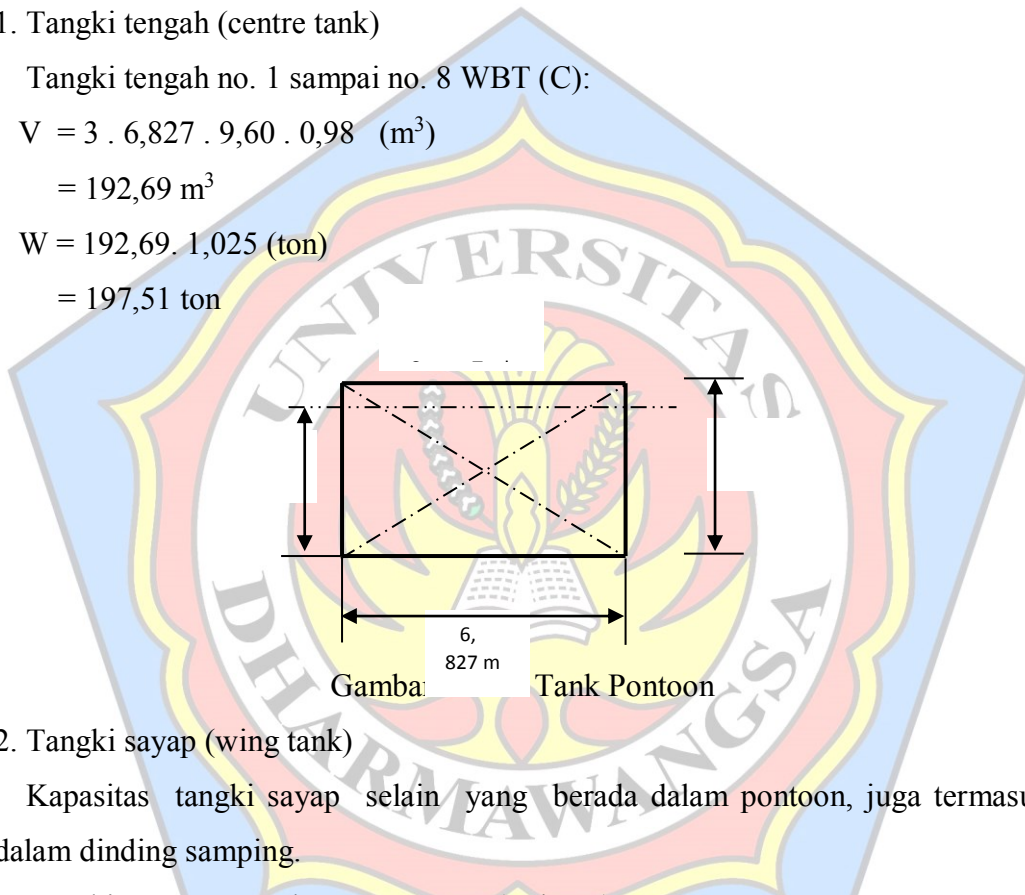 1. Tangki tengah (centre tank)
Tangki tengah no. 1 sampai no. 8 WBT (C):
V = 3 . 6,827 . 9,60 . 0,98 (m³)
= 192,69 m³
W = 192,69. 1,025 (ton)
= 197,51 ton
UNIVERSITAS
6,
827 m
Tank Pontoon
DHARMAWANGSA
2. Tangki sayap (wing tank)
Kapasitas tangki sayap selain yang berada dalam pontoon, juga
dalam dinding samping.